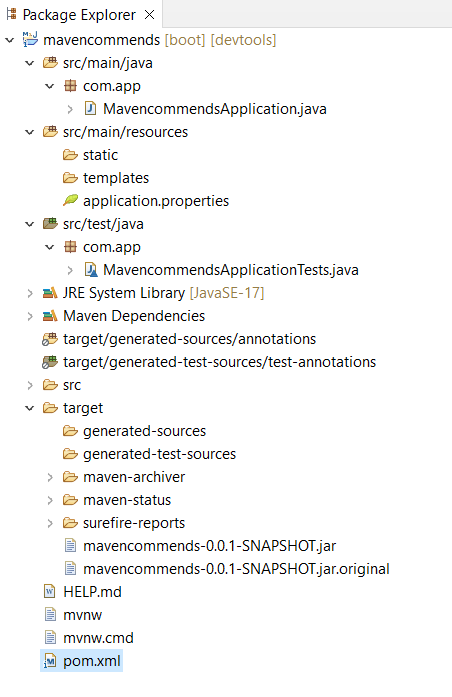 Package Explorer
mavencommends [boot] [devtools]
src/main/java
com.app
MavencommendsApplication.java
src/main/resources
static
templates
application.properties
src/test/java
com.app
MavencommendsApplicationTests.java
JRE System Library [JavaSE-17]
Maven Dependencies
target/generated-sources/annotations
target/generated-test-sources/test-annotations
src
target
generated-sources
generated-test-sources
maven-archiver
maven-status
surefire-reports
mavencommends-0.0.1-SNAPSHOT.jar
mavencommends-0.0.1-SNAPSHOT.jar.original
HELP.md
mvnw
mvnw.cmd
pom.xml